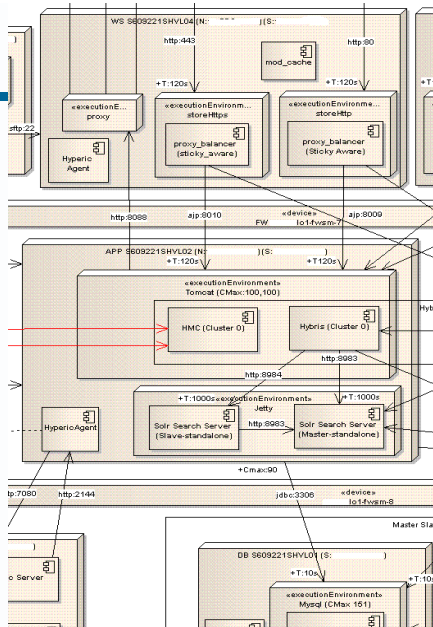 WS S609221SHVL04 (N:
)(S:
http:443
http:80
mod_cache
+T:120s
+T:120s
+T:
«executionE...
proxy
«executionEnvironm...
storeHttps
«executionEnvironme...
storeHttp
sftp:22
proxy_balancer
(sticky_aware)
proxy_balancer
(Sticky Aware)
Hyperic
Agent
http:8088
ajp:8010
«device»
ajp:8009
FW
lo1-fwsm-7
APP S609221SHVL02 (N:
)(S:
)
+T:120s
+T120s
«executionEnvironment»
Tomcat (CMax:100,100)
Hyb
HMC (Cluster 0)
Hybris (Cluster 0)
http:8983
http:8984
+T:1000s
«executionEnvironment»
+T:1000s
Jetty
HyperioAgent
Solr Search Server
(Slave-standalone)
http:8983
Solr Search Server
(Master-standalone)
+Cmax:90
tp:7080
http:2144
jdbc:3306
«device»
lo1-fwsm-8
Master Sla
)
DB S609221SHVL01 (S:
)
o Server
+T:10s
+T:10s
«executionEnvironment»
Mysql (CMax 151)